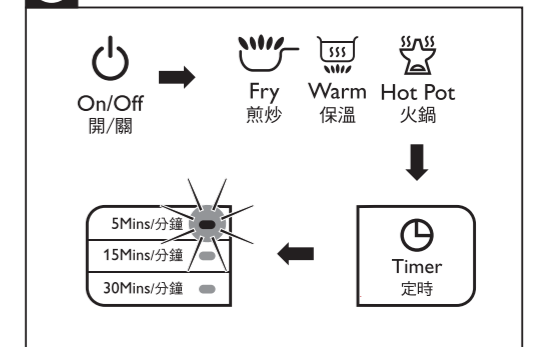 On/Off
開/關
Fry
煎炒
Warm
保溫
Hot Pot
火鍋
Timer
定時
5Mins/分鐘
15Mins/分鐘
30Mins/分鐘